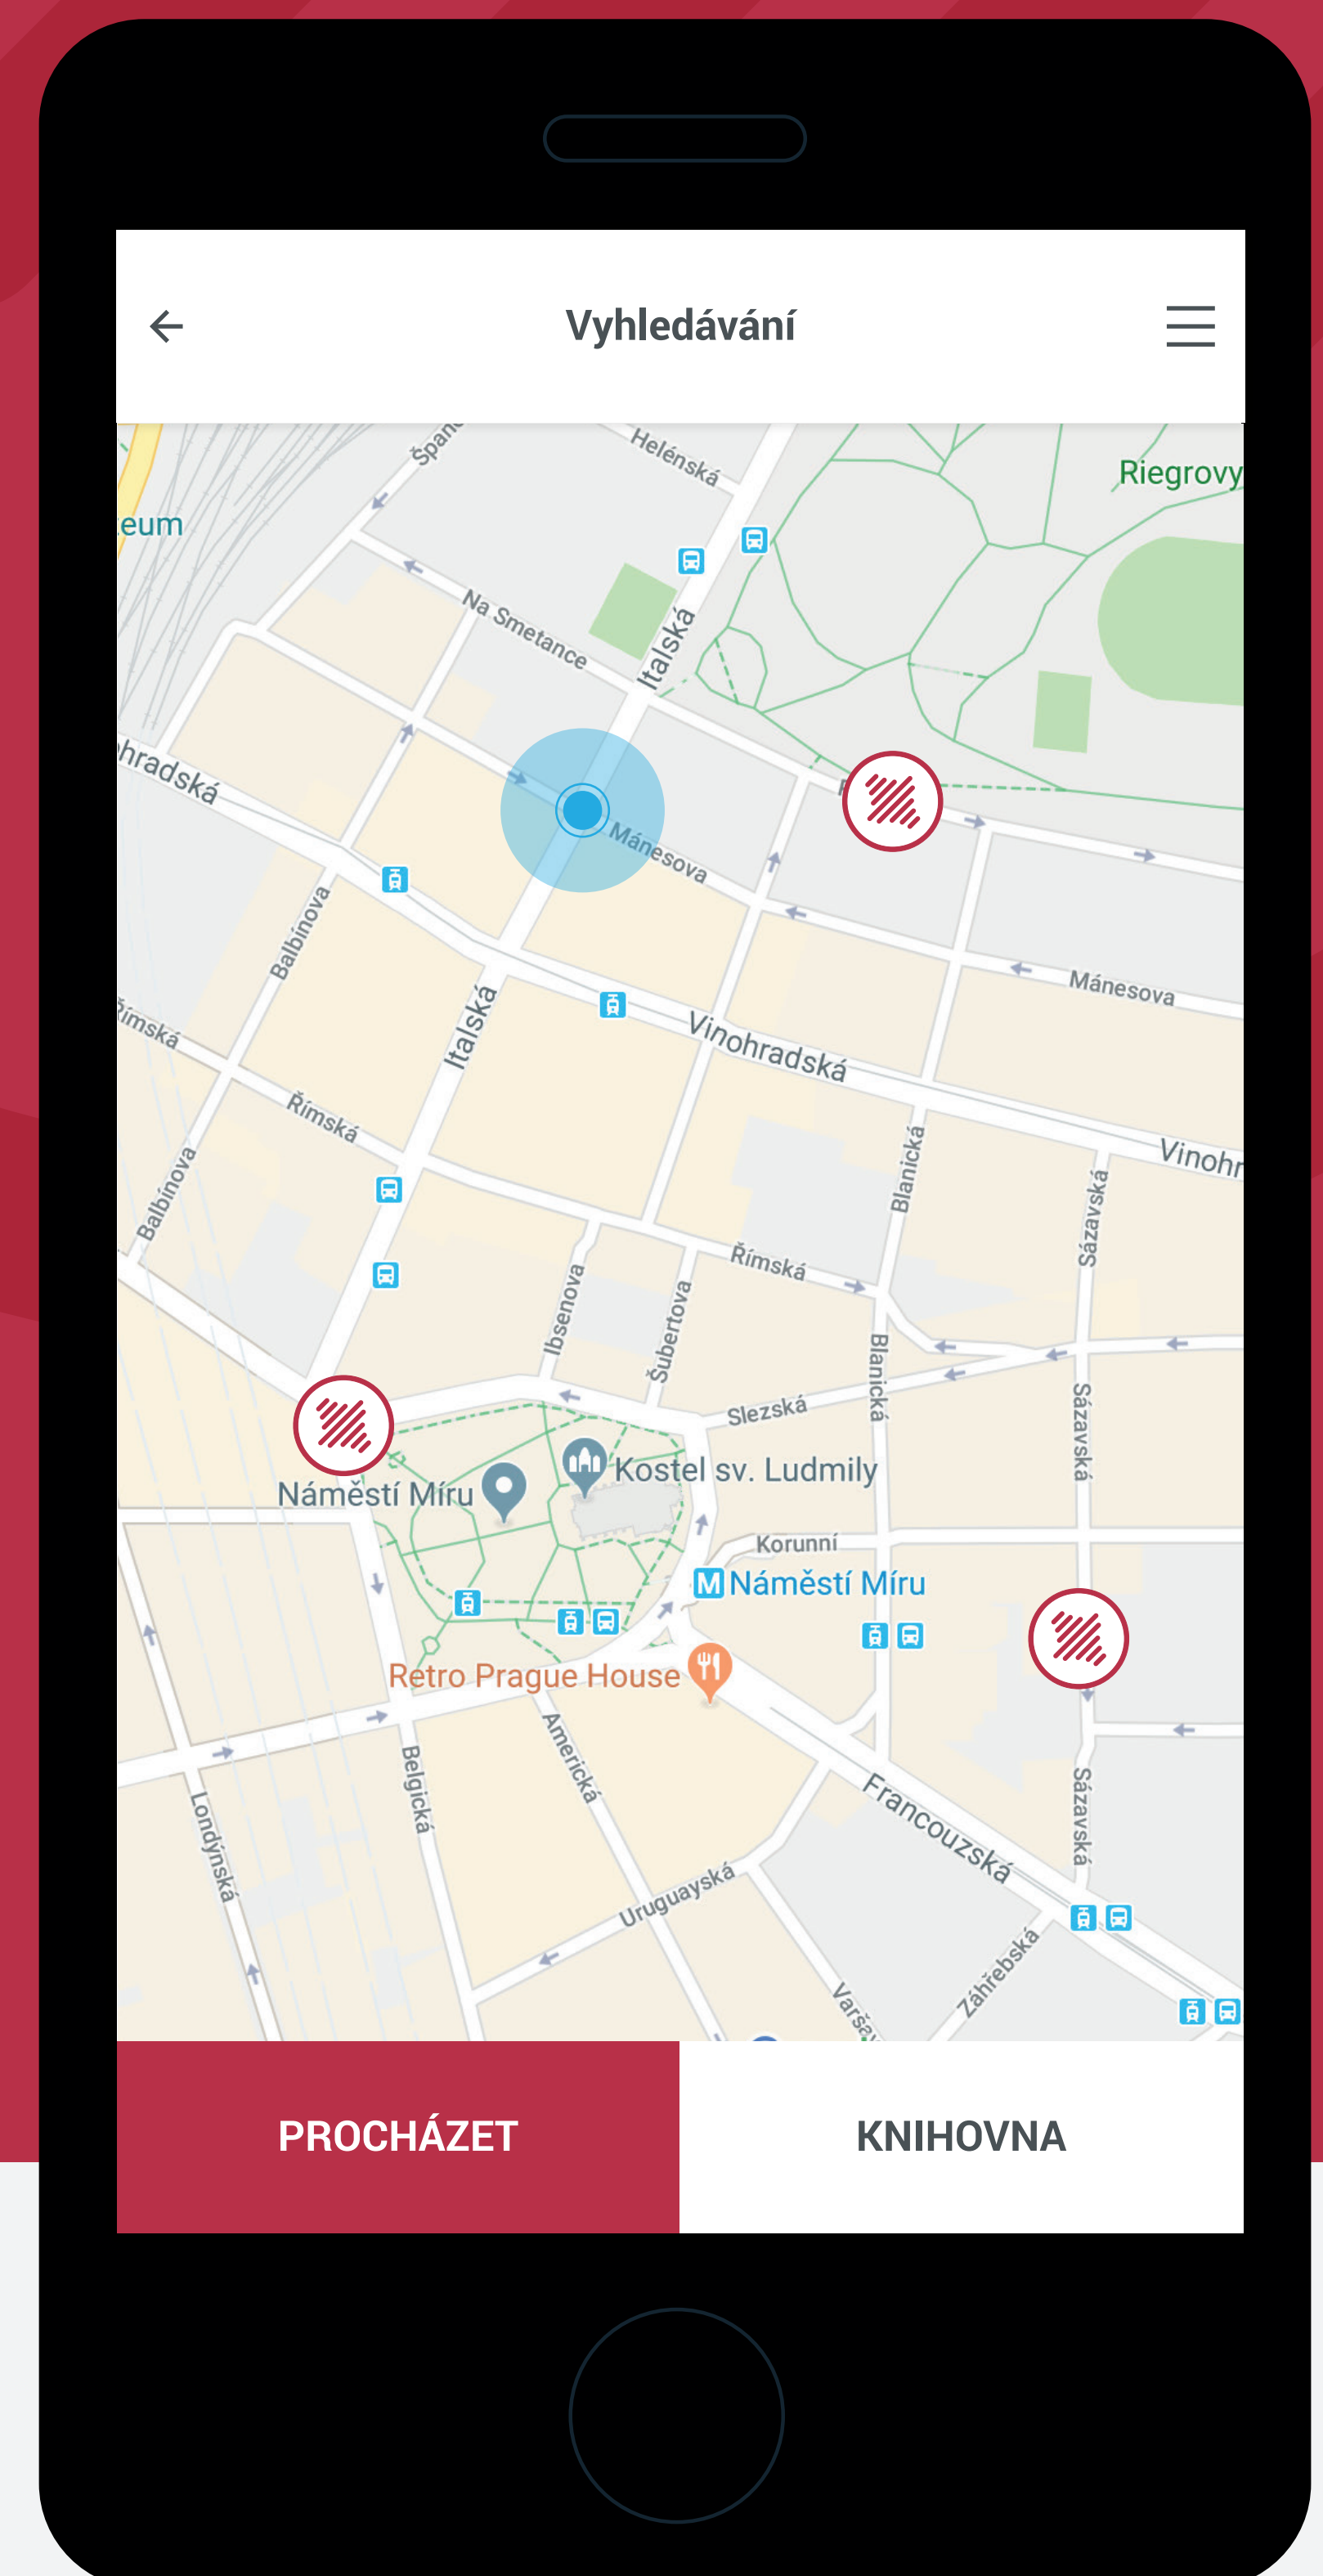 Vyhledávání
Helénská
Riegrovy
eum
Na Smetance
Italská
hradská
Mánesova
Balbínova
Mánesova
Italská
Vinohradská
Římská
Římská
Blanická
Vinohr
Balbínova
Sázavská
Římská
Ibsenova
Šubertova
Blanická
Slezská
Sázavská
Kostel sv. Ludmily
Náměstí Míru
Korunní
M Náměstí Míru
Retro Prague House
Americká
Belgická
Londýnská
Francouzská
Sázavská
Uruguayská
Záhřebská
PROCHÁZET
KNIHOVNA